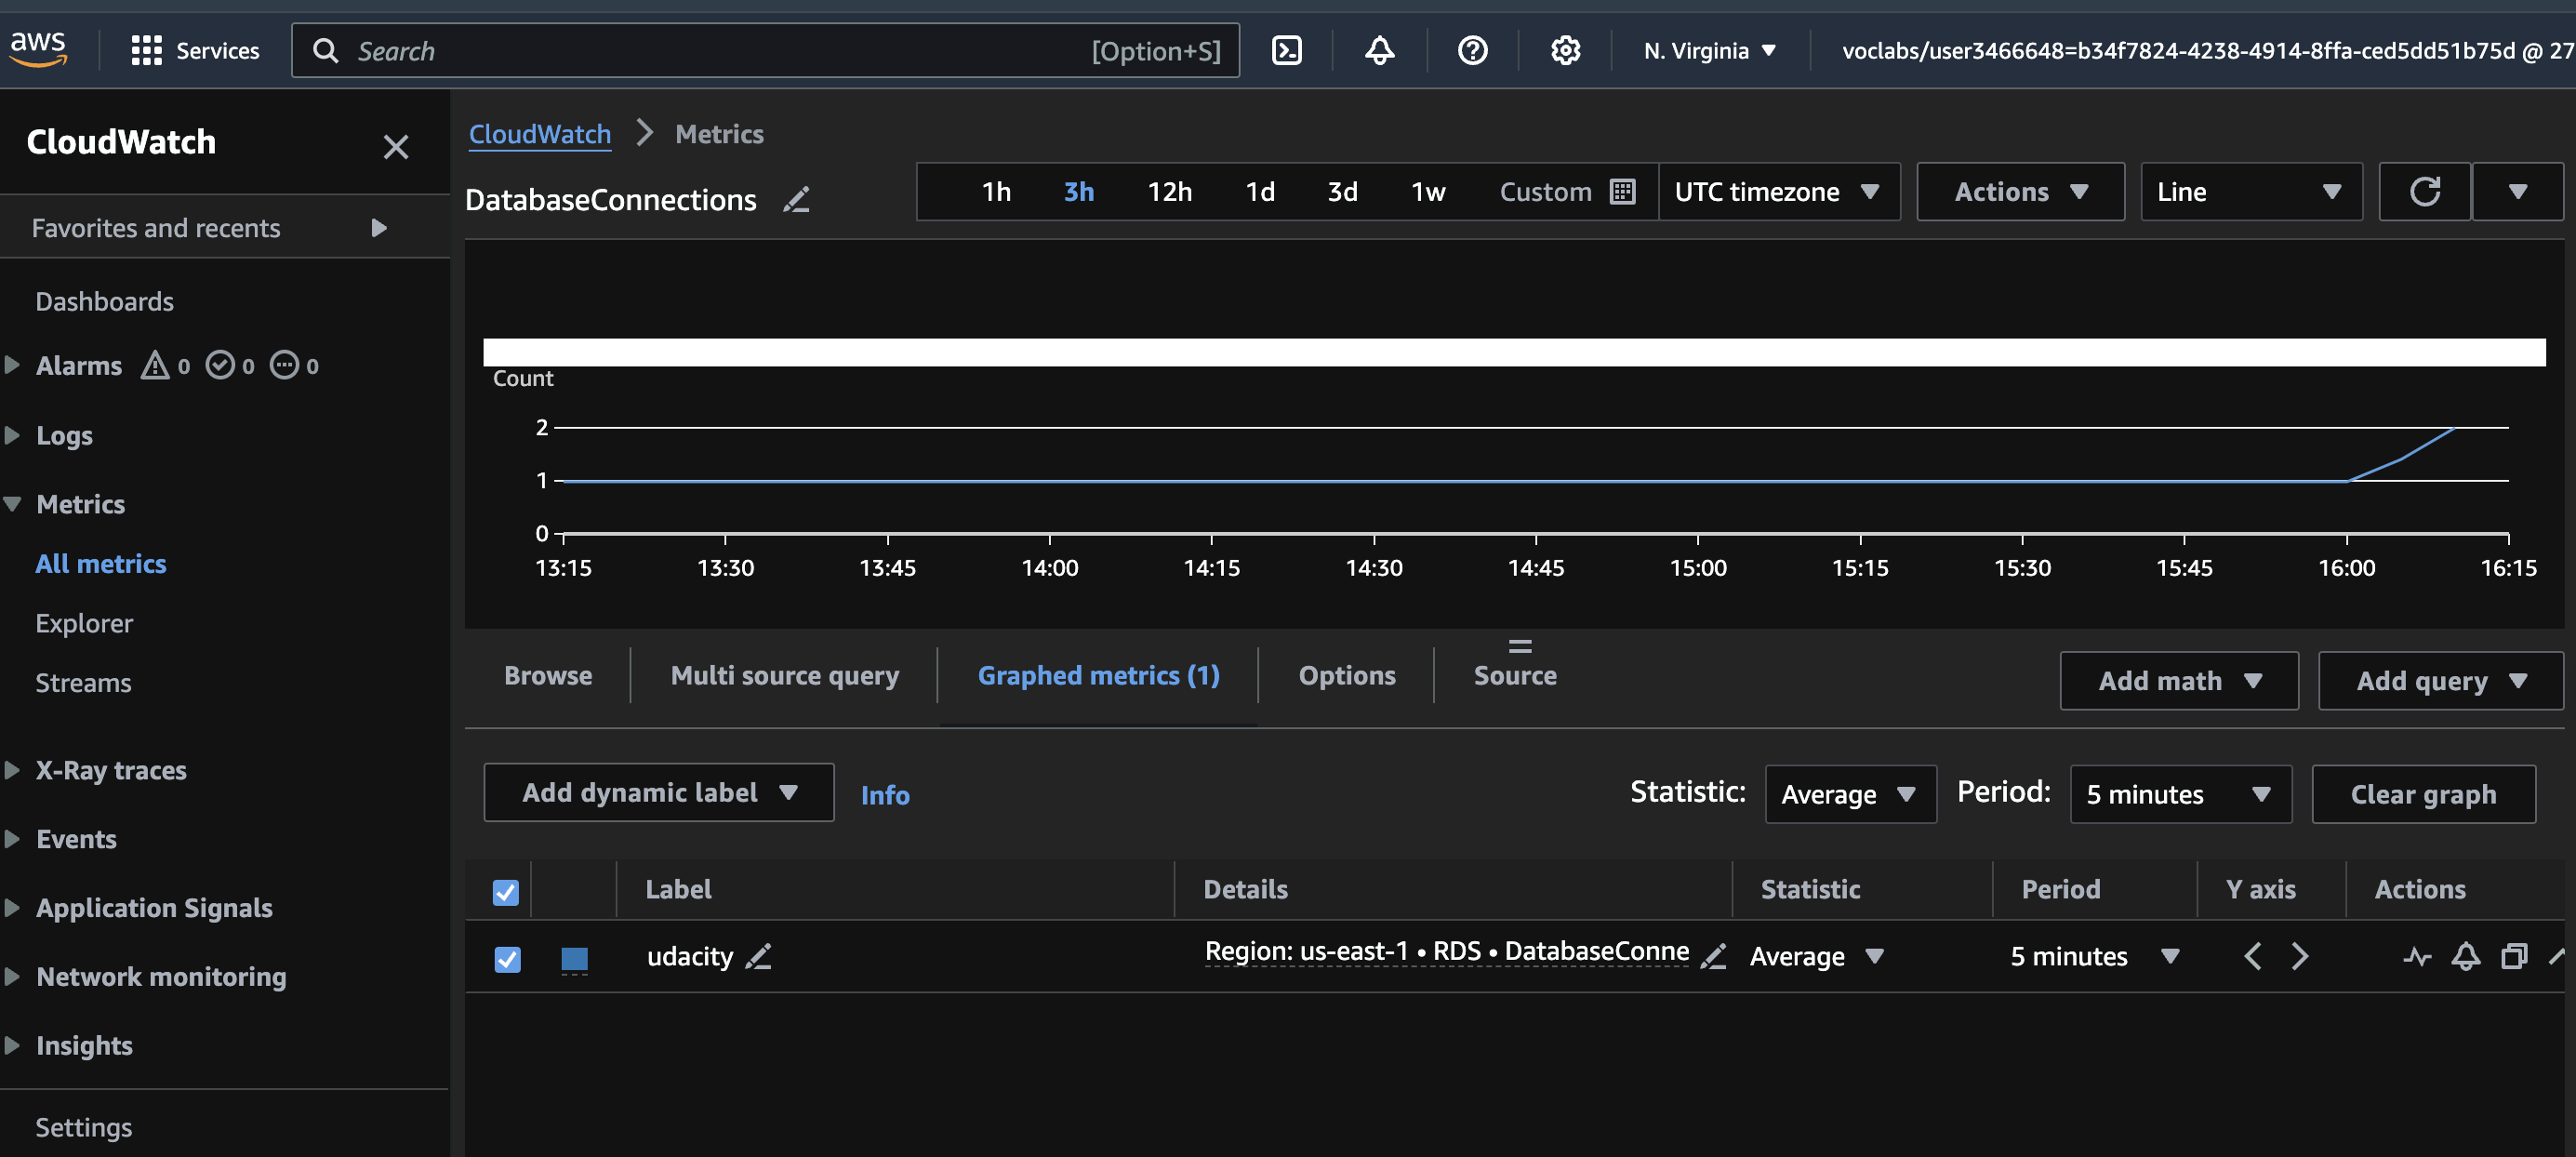 aws
Services
Search
[Option+S]
N. Virginia
voclabs/user3466648=b34f7824-4238-4914-8ffa-ced5dd51b75d @ 27
CloudWatch
Favorites and recents
Dashboards
Alarms 0 0 0
Logs
Metrics
All metrics
Explorer
Streams
X-Ray traces
Events
Application Signals
Network monitoring
Insights
Settings
CloudWatch > Metrics
DatabaseConnections
1h 3h 12h 1d 3d 1w Custom UTC timezone Actions Line
Count
2
1
0
13:15 13:30 13:45 14:00 14:15 14:30 14:45 15:00 15:15 15:30 15:45 16:00 16:15
Browse Multi source query Graphed metrics (1) Options Source Add math Add query
Add dynamic label Info Statistic: Average Period: 5 minutes Clear graph
Label Details Statistic Period Y axis Actions
udacity Region: us-east-1 • RDS • DatabaseConne Average 5 minutes